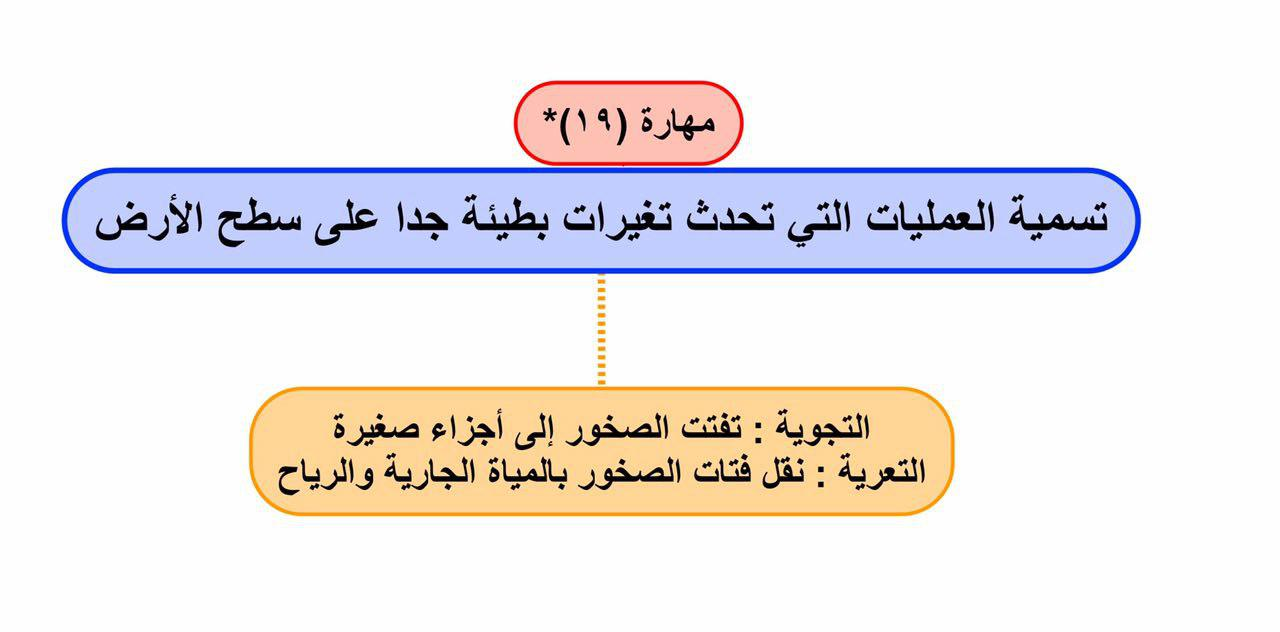 مهارة (١٩)*
تسمية العمليات التي تحدث تغيرات بطيئة جدا على سطح الأرض
التجوية : تفتت الصخور إلى أجزاء صغيرة
التعرية : نقل فتات الصخور بالمياة الجارية والرياح